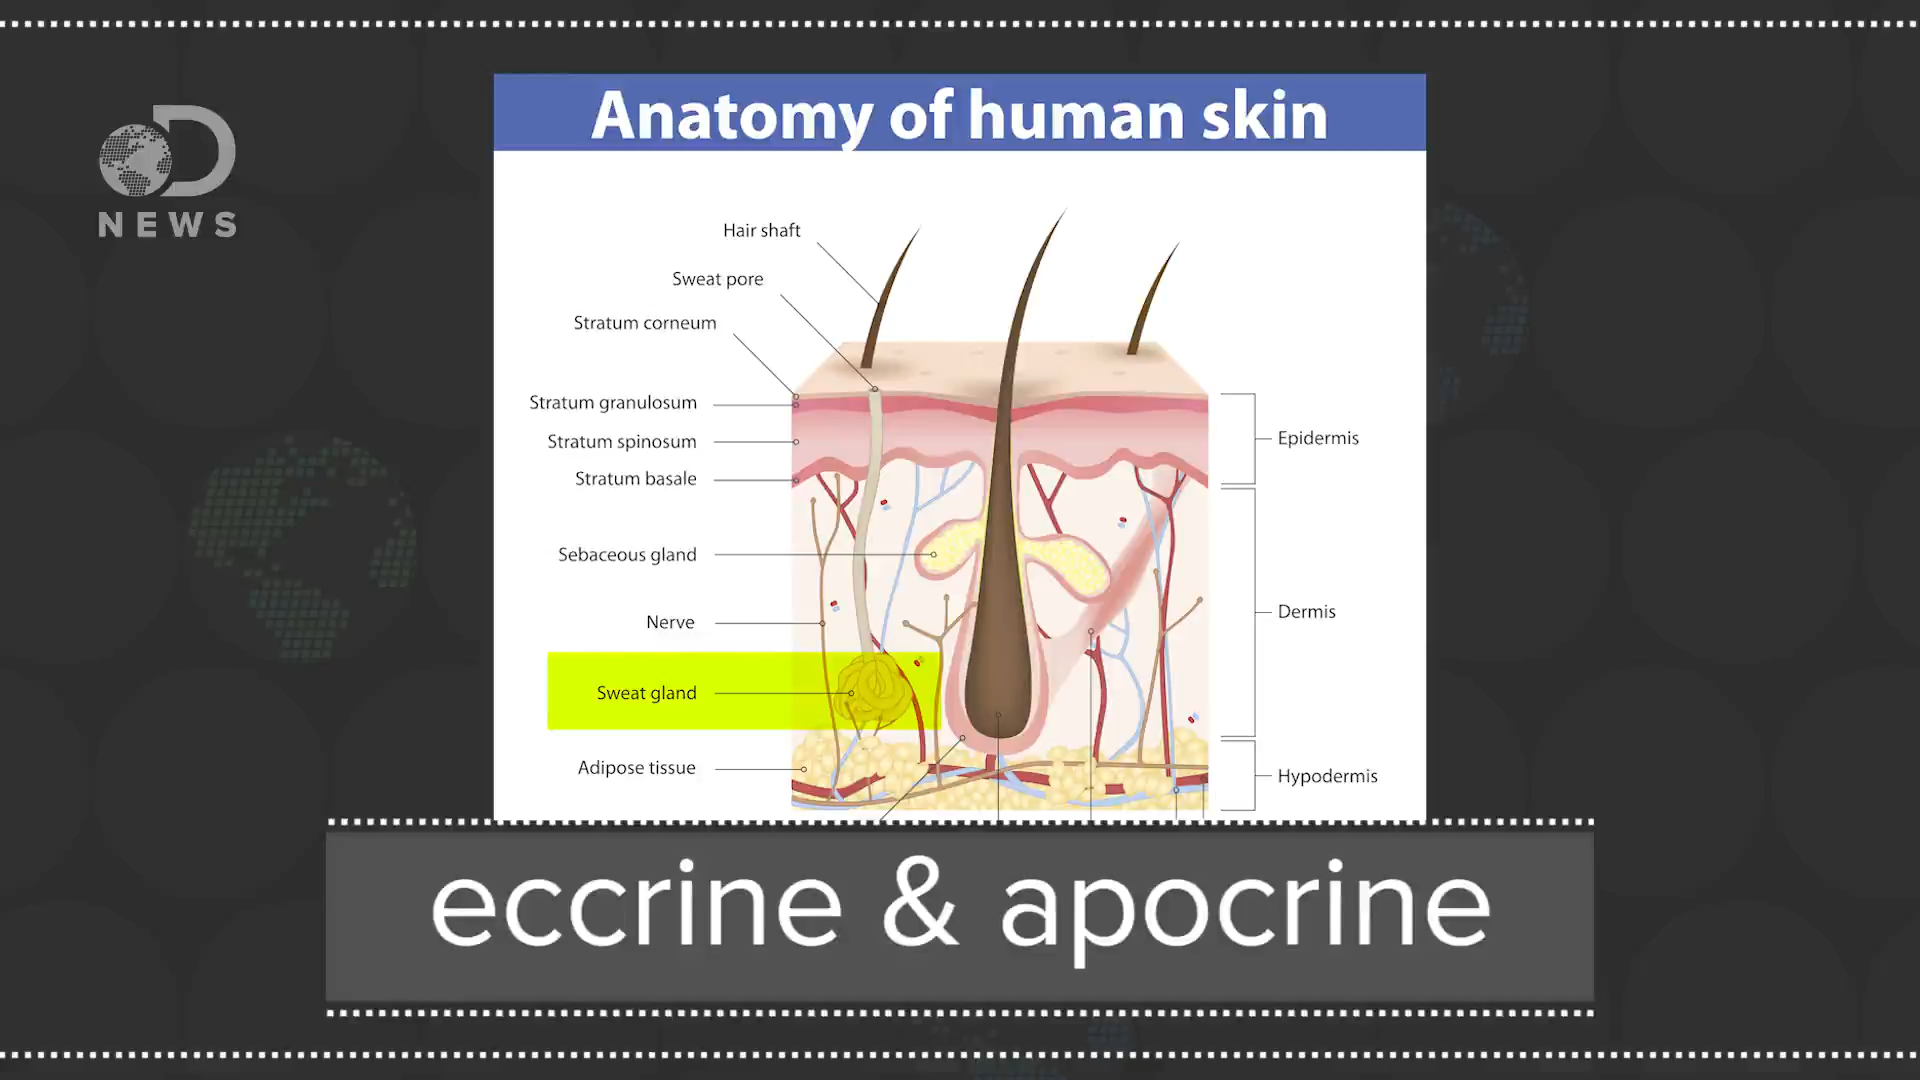 Anatomy of human skin
D
NEWS
Hair shaft
Sweat pore
Stratum corneum
Stratum granulosum
Stratum spinosum
Stratum basale
Sebaceous gland
Nerve
Sweat gland
Adipose tissue
Epidermis
Dermis
Hypodermis
eccrine & apocrine